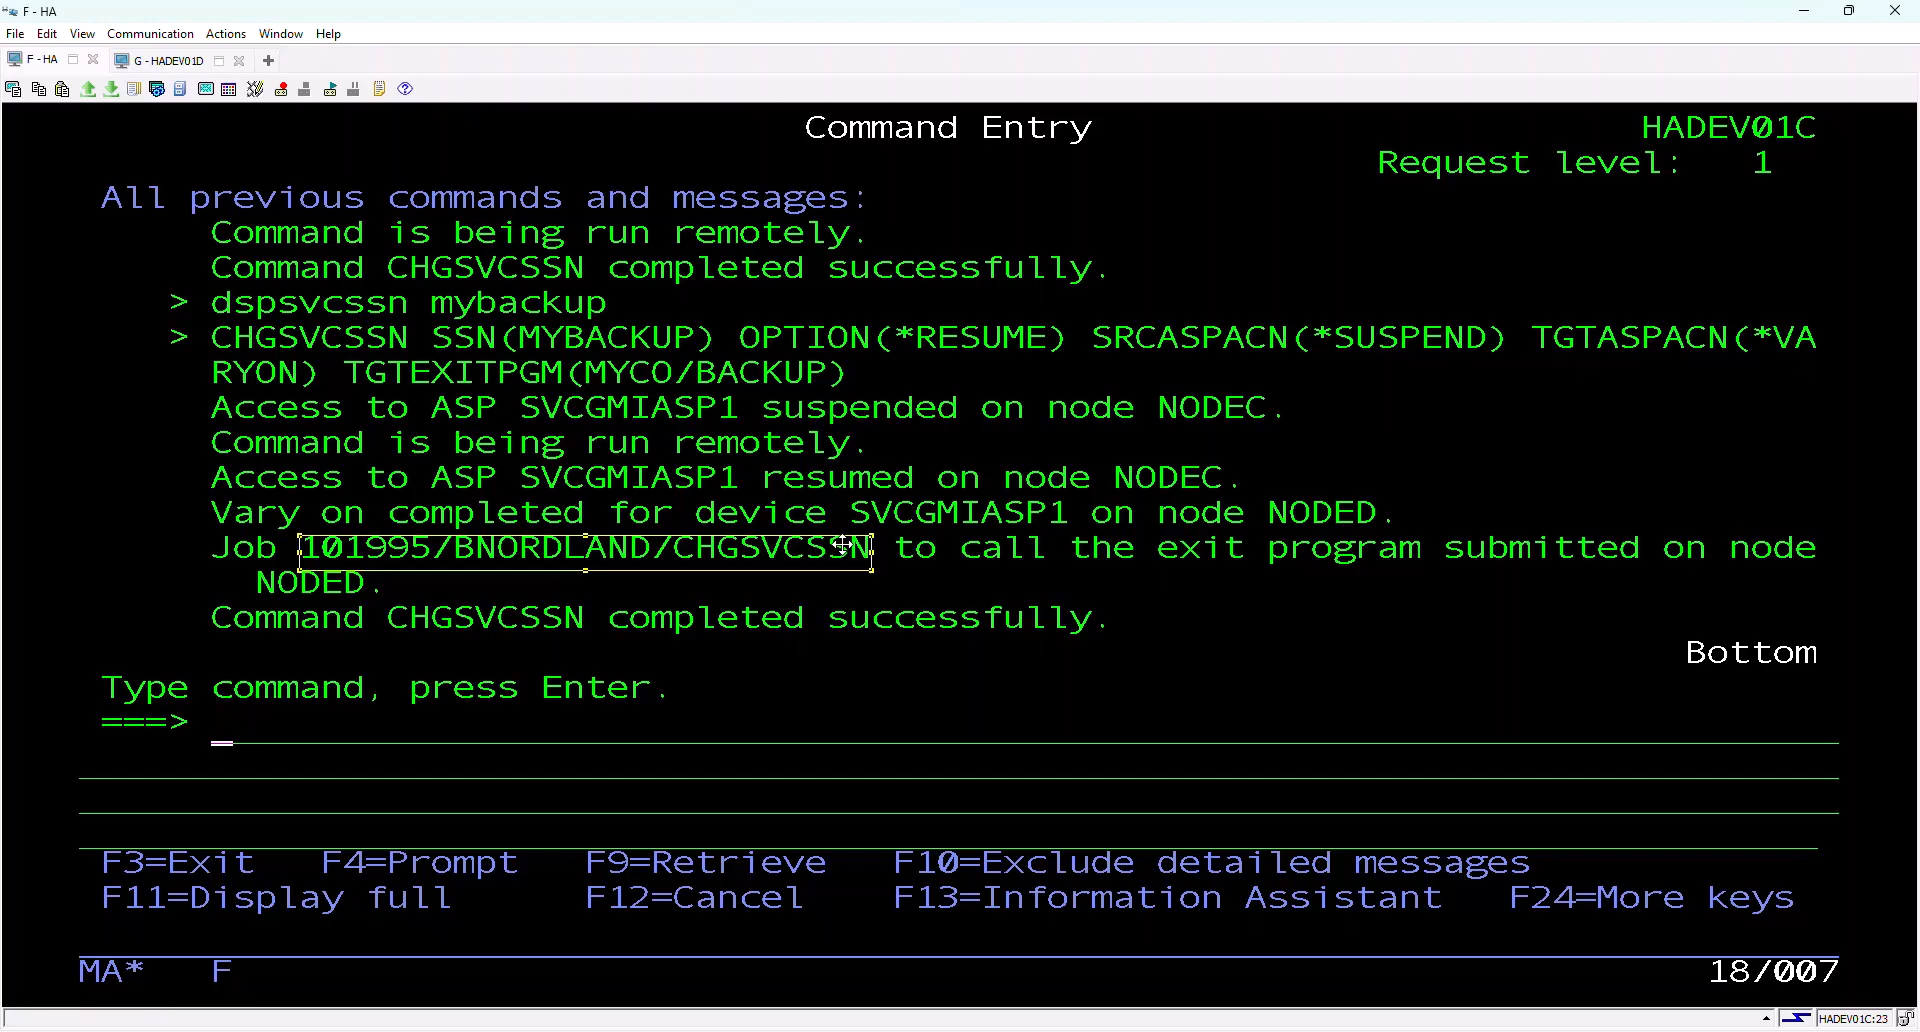 F - HA
File Edit View Communication Actions Window Help
F - HA G - HADEV01D
Command Entry HADEV01C
Request level: 1
All previous commands and messages:
Command is being run remotely.
Command CHGSVCSSN completed successfully.
> dspsvcssn mybackup
> CHGSVCSSN SSN(MYBACKUP) OPTION(*RESUME) SRCASPACN(*SUSPEND) TGTASPACN(*VA
RYON) TGTEXITPGM(MYCO/BACKUP)
Access to ASP SVCGMIASP1 suspended on node NODEC.
Command is being run remotely.
Access to ASP SVCGMIASP1 resumed on node NODEC.
Vary on completed for device SVCGMIASP1 on node NODED.
Job 101995/BNORDLAND/CHGSVCSSN to call the exit program submitted on node
NODED.
Command CHGSVCSSN completed successfully.
Bottom
Type command, press Enter.
===>
F3=Exit F4=Prompt F9=Retrieve F10=Exclude detailed messages
F11=Display full F12=Cancel F13=Information Assistant F24=More keys
MA* F 18/007
HADEV01C:23